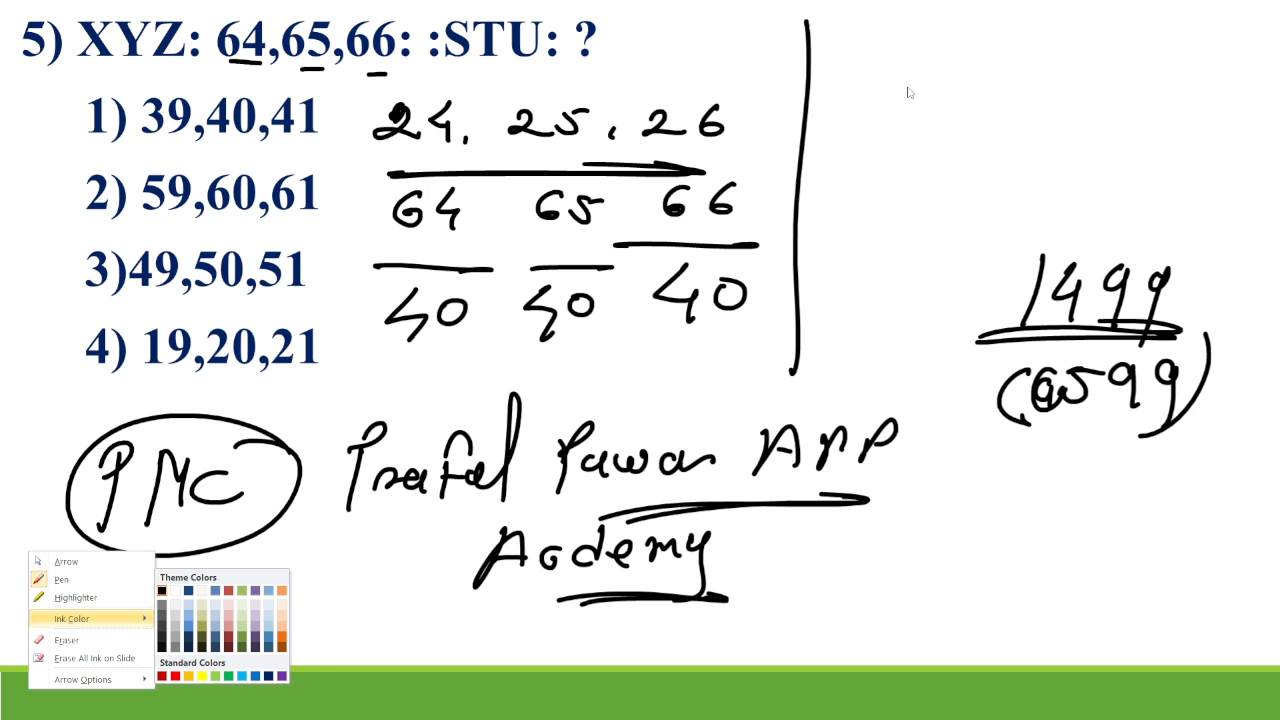 5) XYZ: 64,65,66: :STU: ?
1) 39,40,41
24, 25, 26
2) 59,60,61
64 65 66
3)49,50,51
40 40 40
4) 19,20,21
1499
(6599)
PMC
Prafal Pawar APP
Acdemy
Arrow
Pen
Highlighter
Ink Color
Eraser
Erase All Ink on Slide
Arrow Options
Theme Colors
Standard Colors